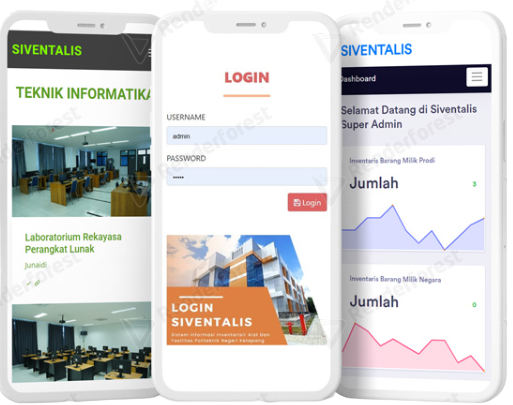 SIVENTALIS
TEKNIK INFORMATIKA
Laboratorium Rekayasa
Perangkat Lunak
Junaidi
LOGIN
USERNAME
admin
PASSWORD
•••••
Login
LOGIN
SIVENTALIS
Sistem Informasi Inventarisir Alat Dan
Fasilitas Politeknik Negeri Ketapang
SIVENTALIS
Dashboard
Selamat Datang di Siventalis
Super Admin
Inventaris Barang Milik Prodi
Jumlah 3
Inventaris Barang Milik Negara
Jumlah 0
Renderforest